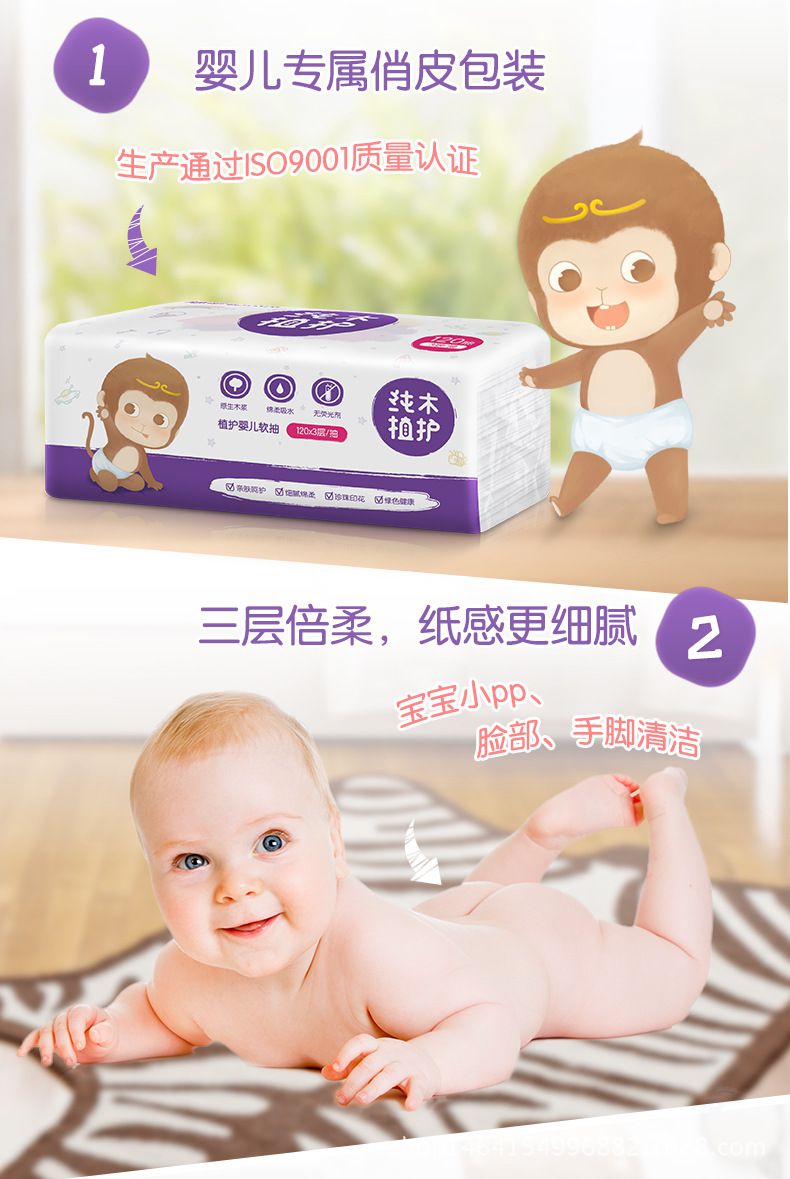 1
婴儿专属俏皮包装
生产通过ISO9001质量认证
纯木
植护
120抽
原生木浆
绵柔吸水
无荧光剂
纯木
植护
植护婴儿软抽
120x3层/抽
亲肤呵护
细腻绵柔
珍珠印花
绿色健康
三层倍柔，纸感更细腻
2
宝宝小pp、
脸部、手脚清洁